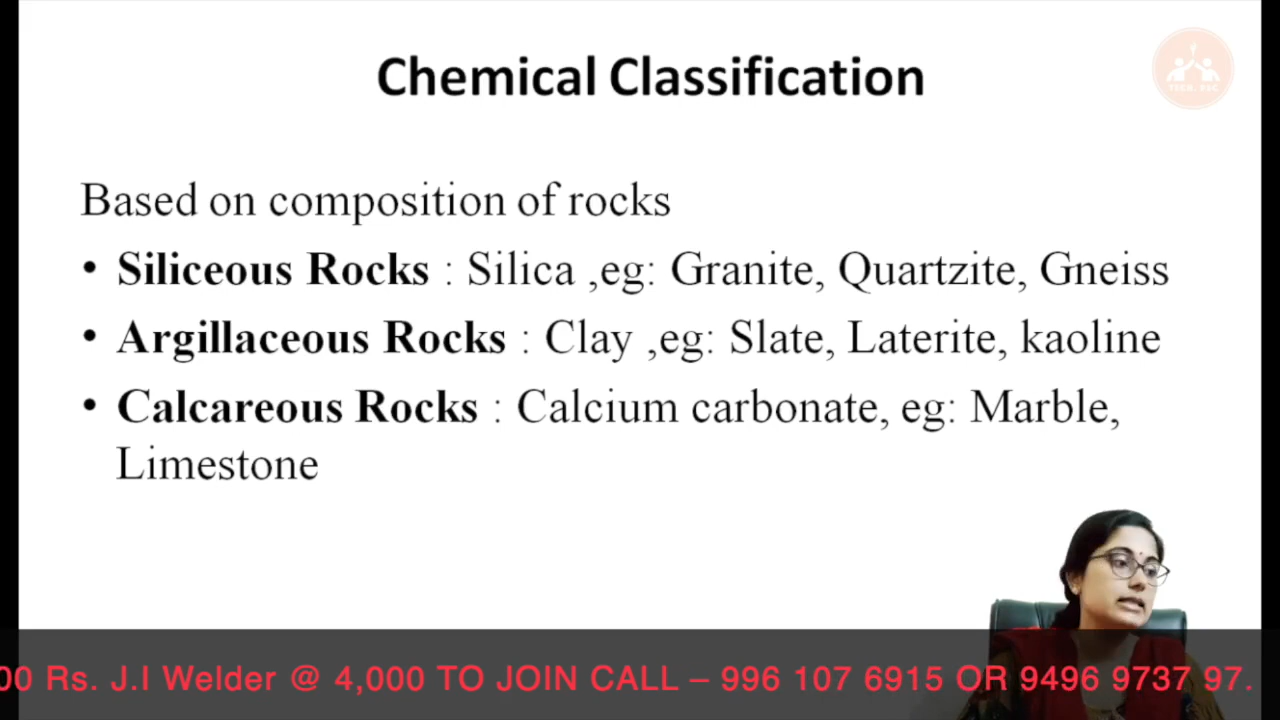 Chemical Classification
Based on composition of rocks
• Siliceous Rocks : Silica ,eg: Granite, Quartzite, Gneiss
• Argillaceous Rocks : Clay ,eg: Slate, Laterite, kaoline
• Calcareous Rocks : Calcium carbonate, eg: Marble,
Limestone
00 Rs. J.I Welder @ 4,000 TO JOIN CALL – 996 107 6915 OR 9496 9737 97.